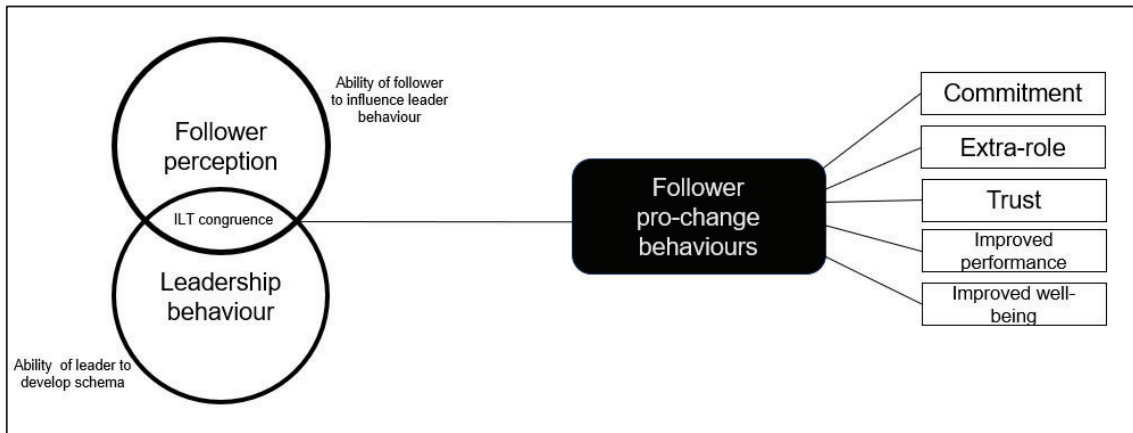 Ability of follower
to influence leader
behaviour
Follower
perception
ILT congruence
Leadership
behaviour
Ability of leader to
develop schema
Follower
pro-change
behaviours
Commitment
Extra-role
Trust
Improved
performance
Improved well-
being